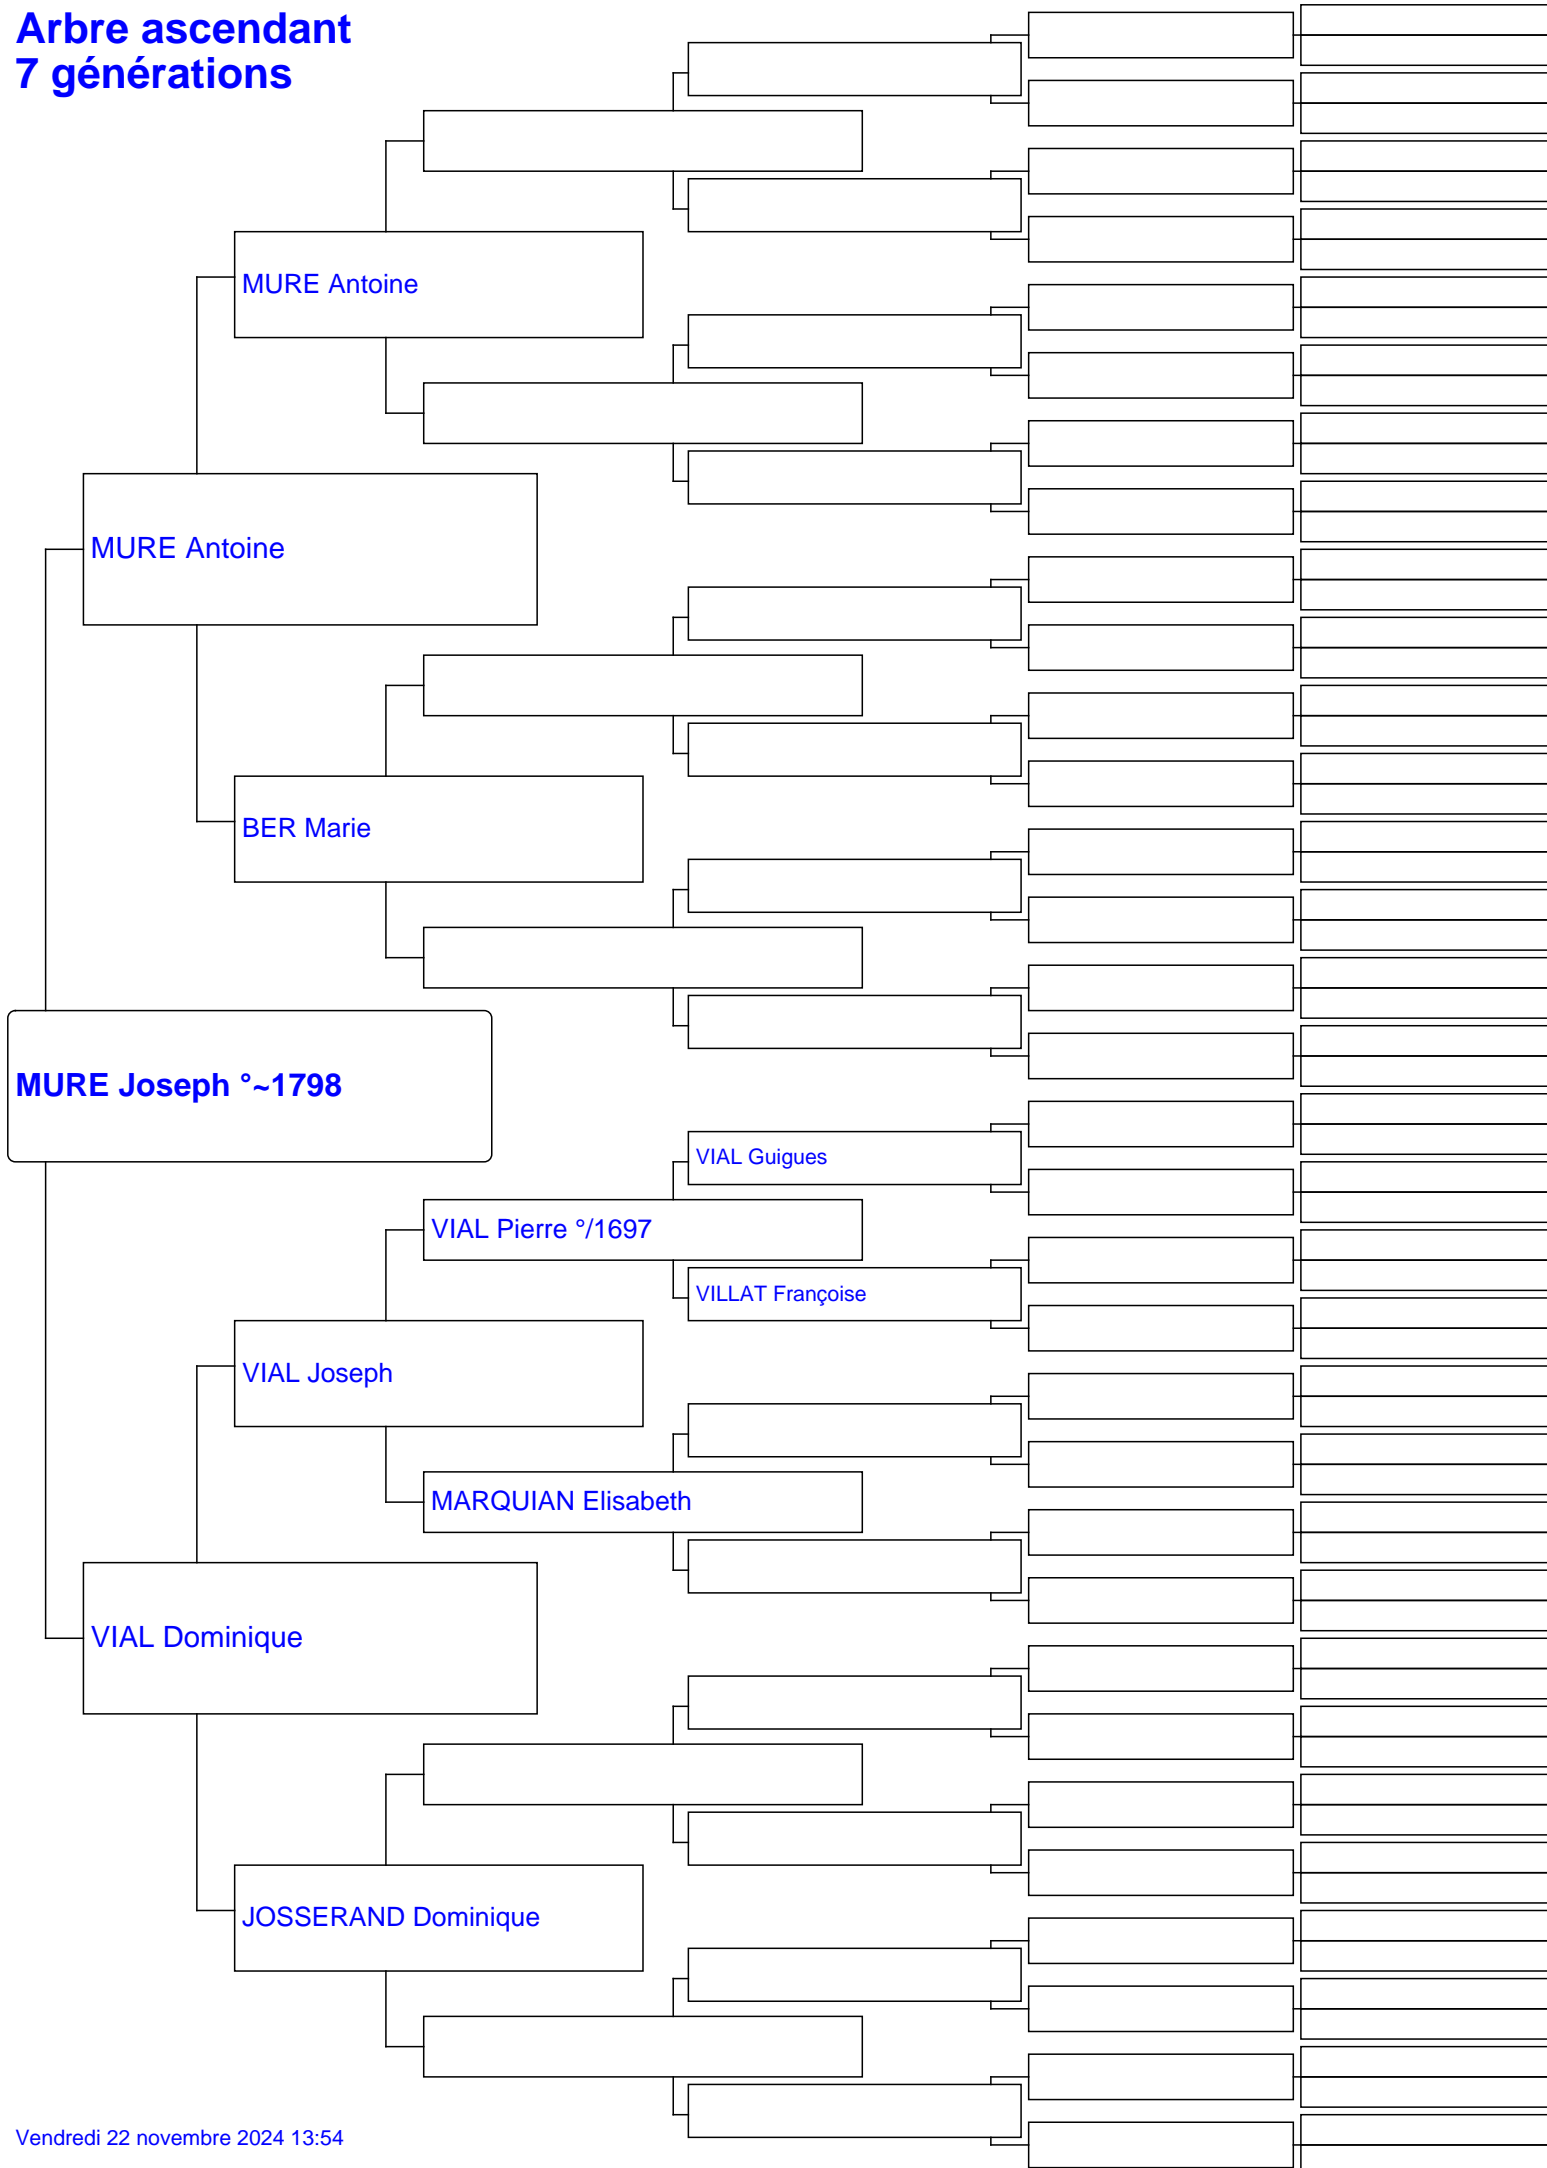 Arbre ascendant
7 générations
MURE Antoine
MURE Antoine
BER Marie
MURE Joseph °~1798
VIAL Guigues
VIAL Pierre °/1697
VILLAT Françoise
VIAL Joseph
MARQUIAN Elisabeth
VIAL Dominique
JOSSERAND Dominique
Vendredi 22 novembre 2024 13:54